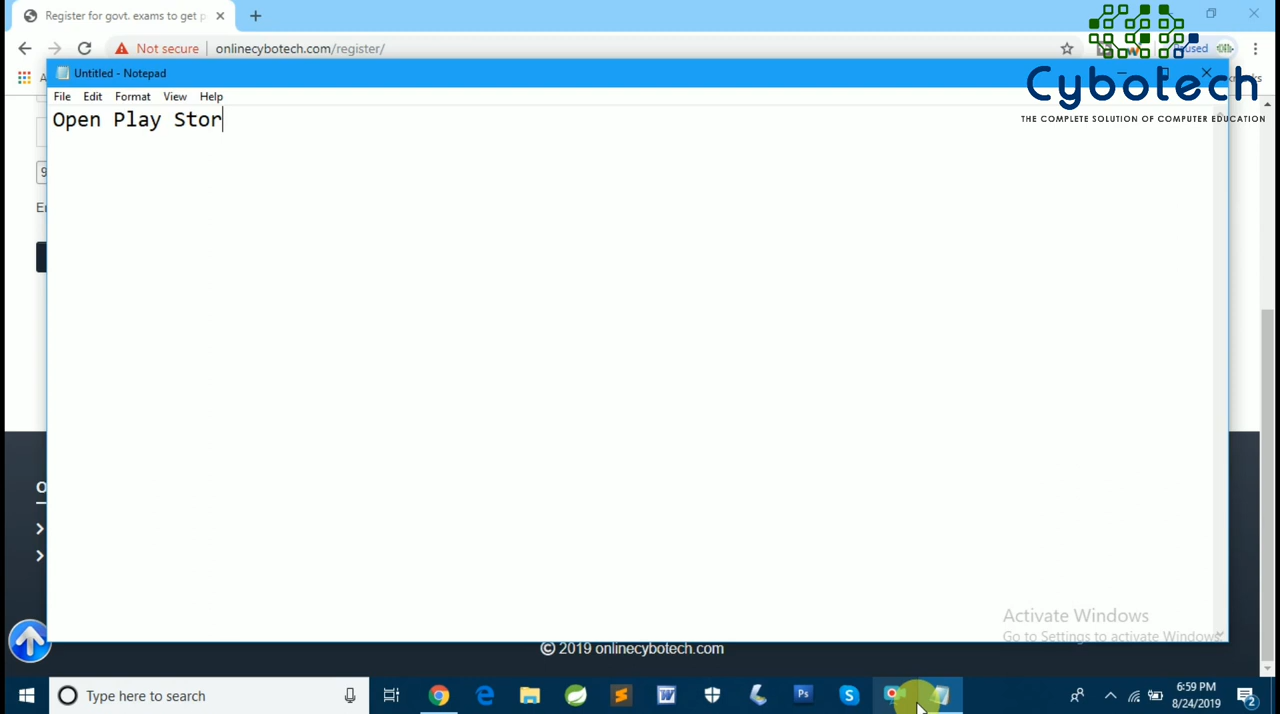 Register for govt. exams to get p
Not secure onlinecybotech.com/register/
Paused
Untitled - Notepad
Cybotech
THE COMPLETE SOLUTION OF COMPUTER EDUCATION
File Edit Format View Help
Open Play Stor
Activate Windows
Go to Settings to activate Windows.
© 2019 onlinecybotech.com
Type here to search
6:59 PM
8/24/2019
2